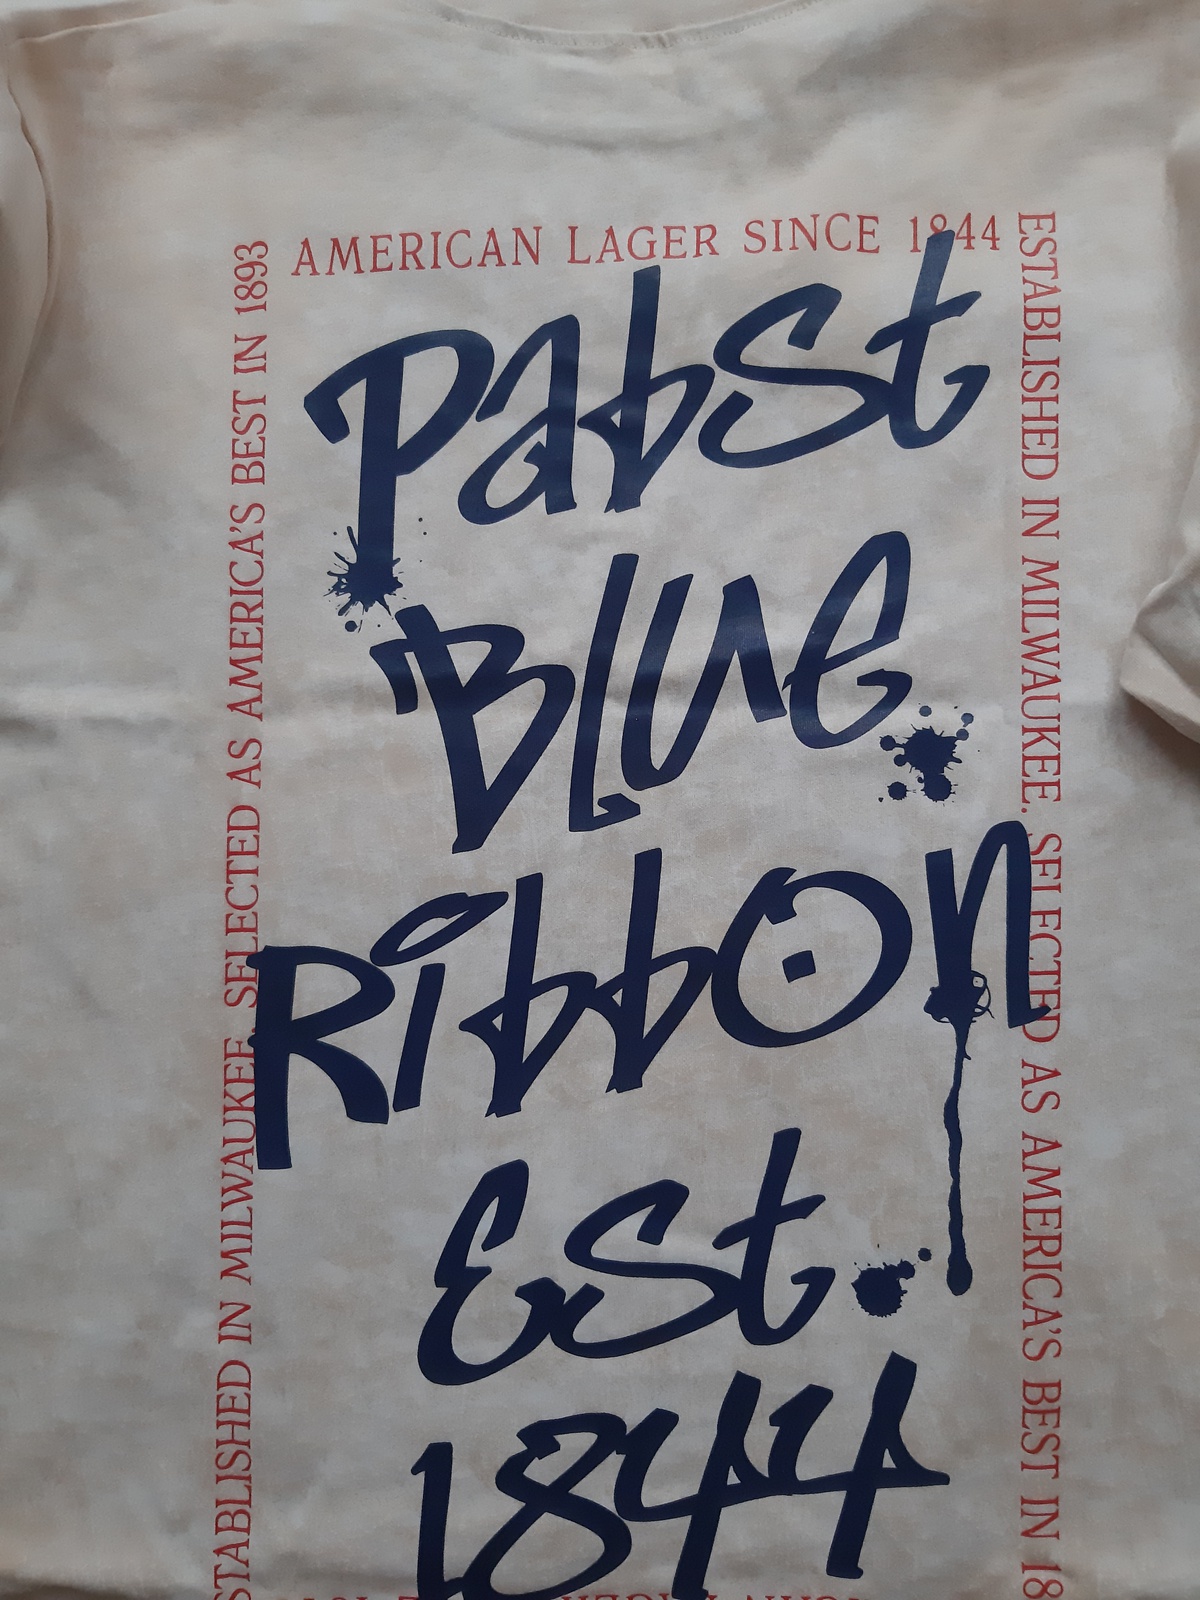 AMERICAN LAGER SINCE 1844
Pabst
Blue
Ribbon
Est.
1844
ESTABLISHED IN MILWAUKEE. SELECTED AS AMERICA'S BEST IN 18
STABLISHED IN MILWAUKEE. SELECTED AS AMERICA'S BEST IN 1893